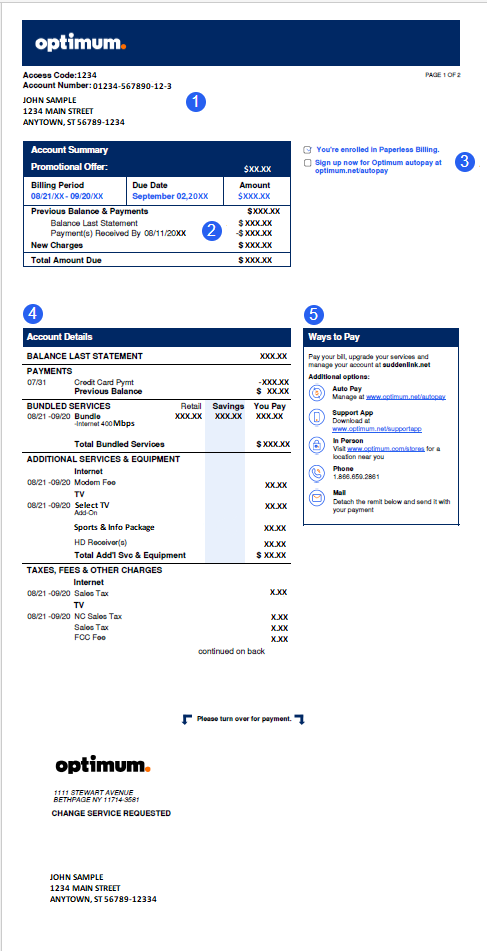 optimum.
Access Code:1234
PAGE 1 OF 2
Account Number: 01234-567890-12-3
JOHN SAMPLE
1234 MAIN STREET
ANYTOWN, ST 56789-1234
1
Account Summary
Promotional Offer: $XX.XX
Billing Period Due Date Amount
08/21/XX - 09/20/XX September 02,20XX $XXX.XX
Previous Balance & Payments $XXX.XX
Balance Last Statement $ XXX.XX
Payment(s) Received By 08/11/20XX -$ XXX.XX
2
New Charges $ XXX.XX
Total Amount Due $ XXX.XX
You're enrolled in Paperless Billing.
Sign up now for Optimum autopay at
optimum.net/autopay
3
4
Account Details
BALANCE LAST STATEMENT XXX.XX
PAYMENTS
07/31 Credit Card Pymt -XXX.XX
Previous Balance $ XX.XX
BUNDLED SERVICES Retail Savings You Pay
08/21 -09/20 Bundle XXX.XX XXX.XX XXX.XX
-Internet 400 Mbps
Total Bundled Services $ XXX.XX
ADDITIONAL SERVICES & EQUIPMENT
Internet
08/21 -09/20 Modem Fee XX.XX
TV
08/21 -09/20 Select TV XX.XX
Add-On
Sports & Info Package XX.XX
HD Receiver(s) XX.XX
Total Add'l Svc & Equipment $ XX.XX
TAXES, FEES & OTHER CHARGES
Internet
08/21 -09/20 Sales Tax X.XX
TV
08/21 -09/20 NC Sales Tax X.XX
Sales Tax X.XX
FCC Fee X.XX
continued on back
5
Ways to Pay
Pay your bill, upgrade your services and
manage your account at suddenlink.net
Additional options:
Auto Pay
Manage at www.optimum.net/autopay
Support App
Download at
www.optimum.net/supportapp
In Person
Visit www.optimum.com/stores for a
location near you
Phone
1.866.659.2861
Mail
Detach the remit below and send it with
your payment
Please turn over for payment.
optimum.
1111 STEWART AVENUE
BETHPAGE NY 11714-3581
CHANGE SERVICE REQUESTED
JOHN SAMPLE
1234 MAIN STREET
ANYTOWN, ST 56789-12334